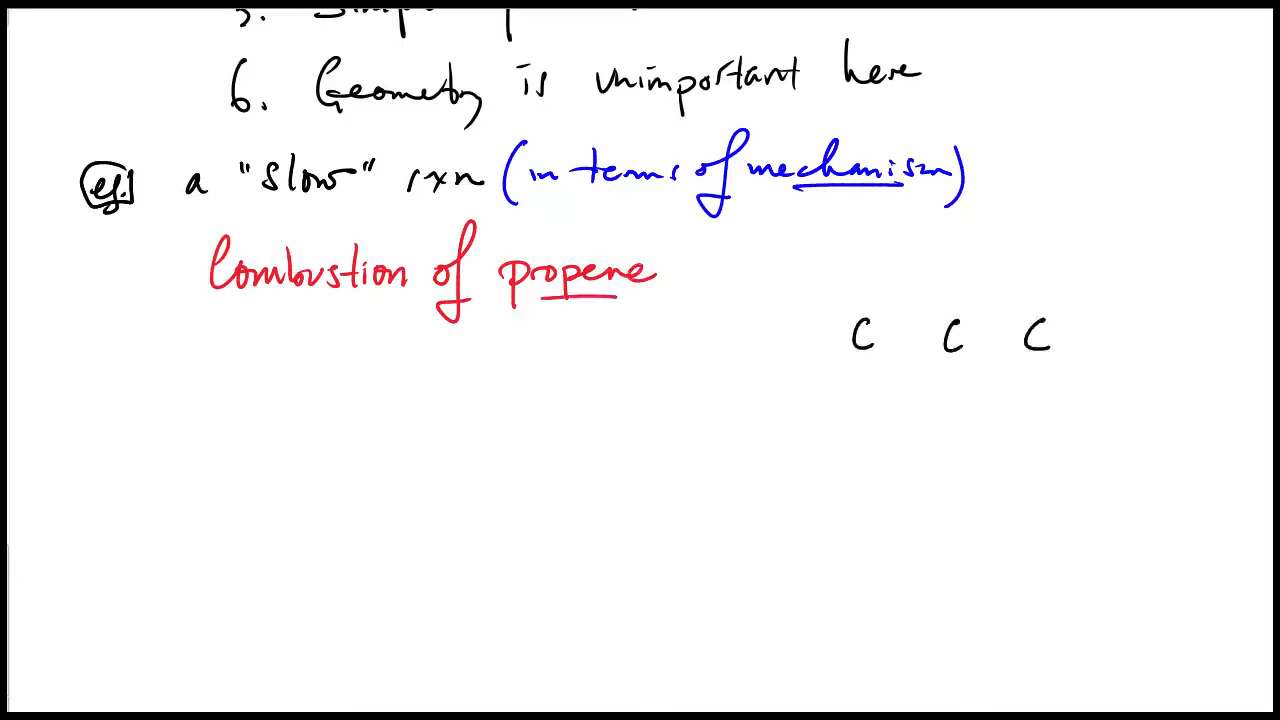 6. Geometry is unimportant here
eg. a "slow" rxn (in terms of mechanism)
Combustion of propene
C C C